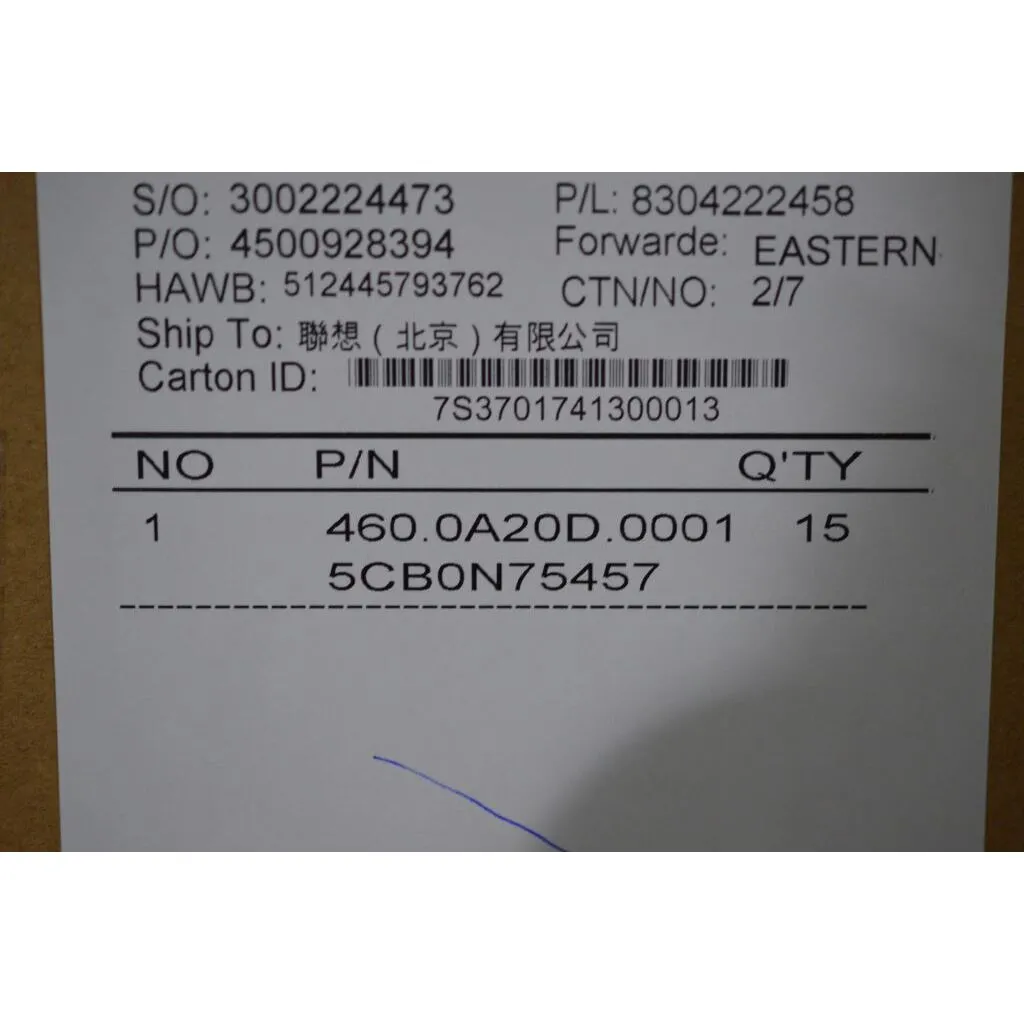 S/O: 3002224473 P/L: 8304222458
P/O: 4500928394 Forwarde: EASTERN
HAWB: 512445793762 CTN/NO: 2/7
Ship To: 聯想（北京）有限公司
Carton ID:
7S3701741300013
NO P/N Q'TY
1 460.0A20D.0001 15
5CB0N75457